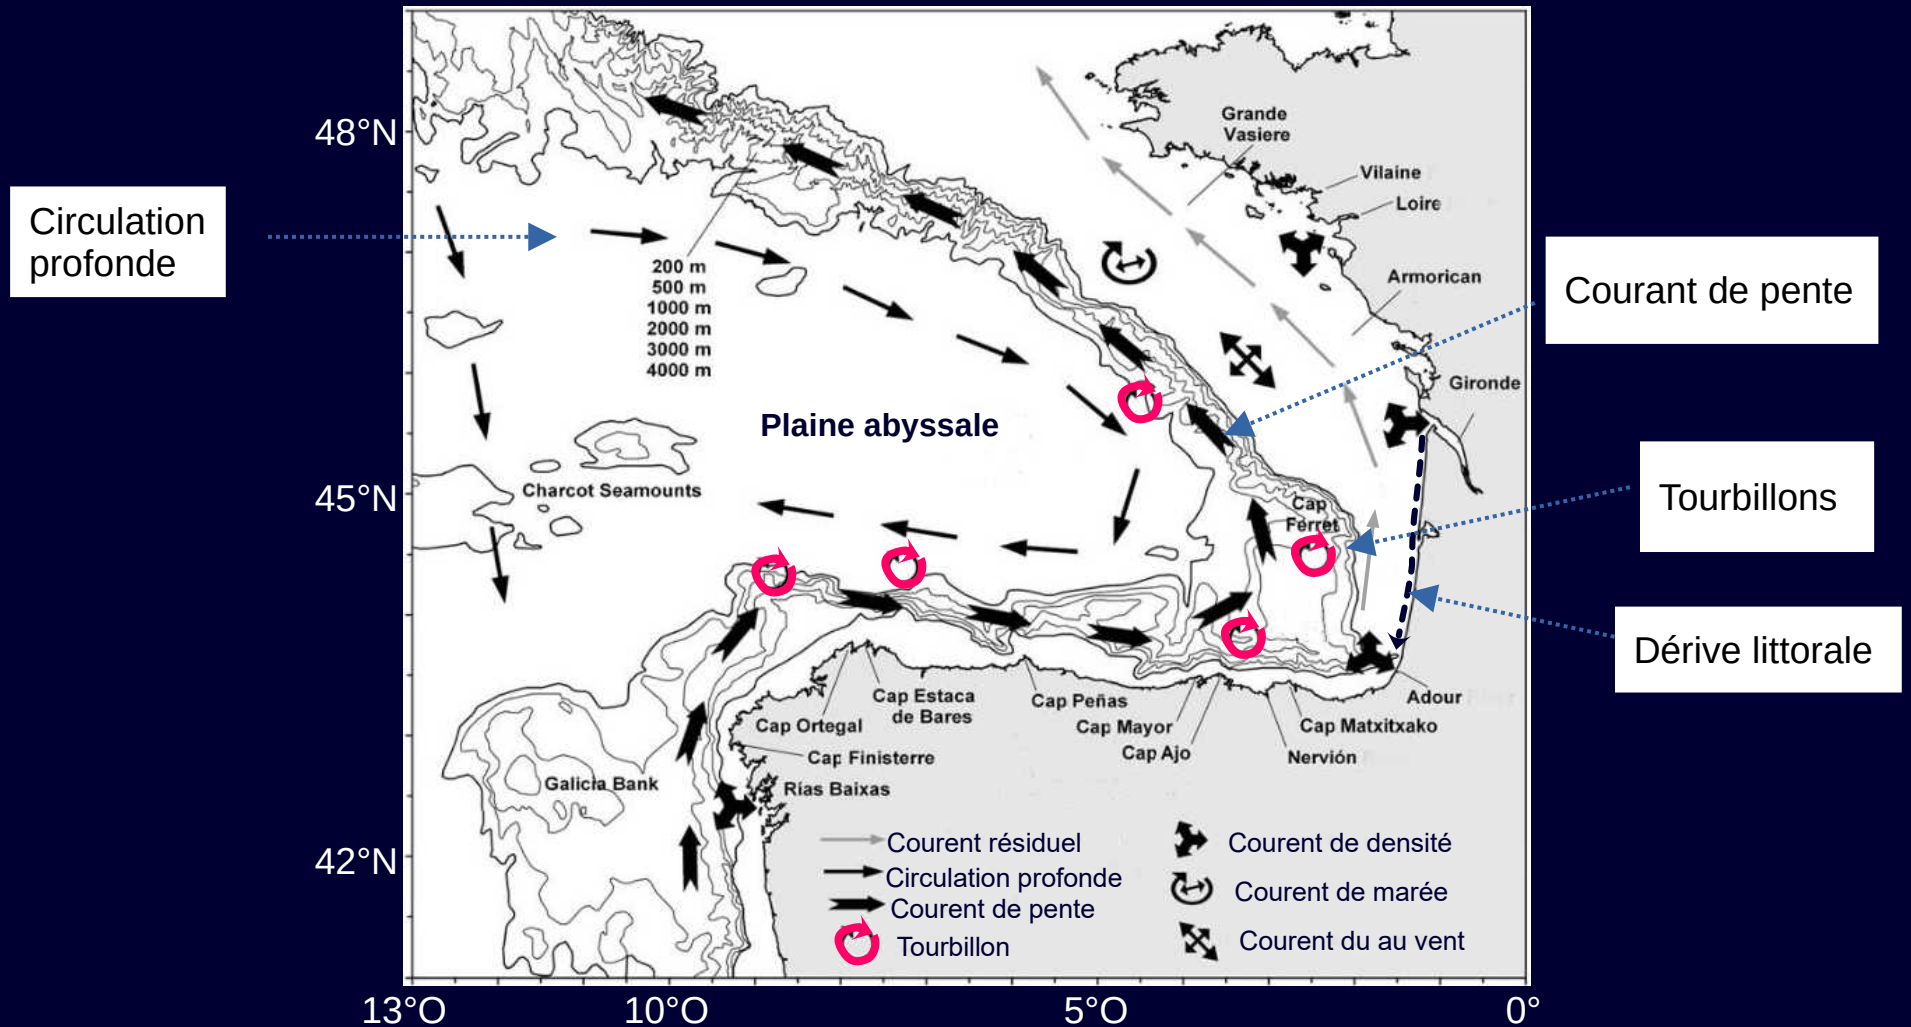 48°N
45°N
42°N
13°O
10°O
5°O
0°
Circulation
profonde
Courant de pente
Tourbillons
Dérive littorale
Grande
Vasiere
Vilaine
Loire
Armorican
Gironde
200 m
500 m
1000 m
2000 m
3000 m
4000 m
Plaine abyssale
Charcot Seamounts
Cap
Ferret
Cap Estaca
de Bares
Cap Ortegal
Cap Peñas
Cap Mayor
Cap Ajo
Cap Matxitxako
Nervión
Adour
Cap Finisterre
Rías Baixas
Galicia Bank
Courent résiduel
Circulation profonde
Courent de pente
Tourbillon
Courent de densité
Courent de marée
Courent du au vent